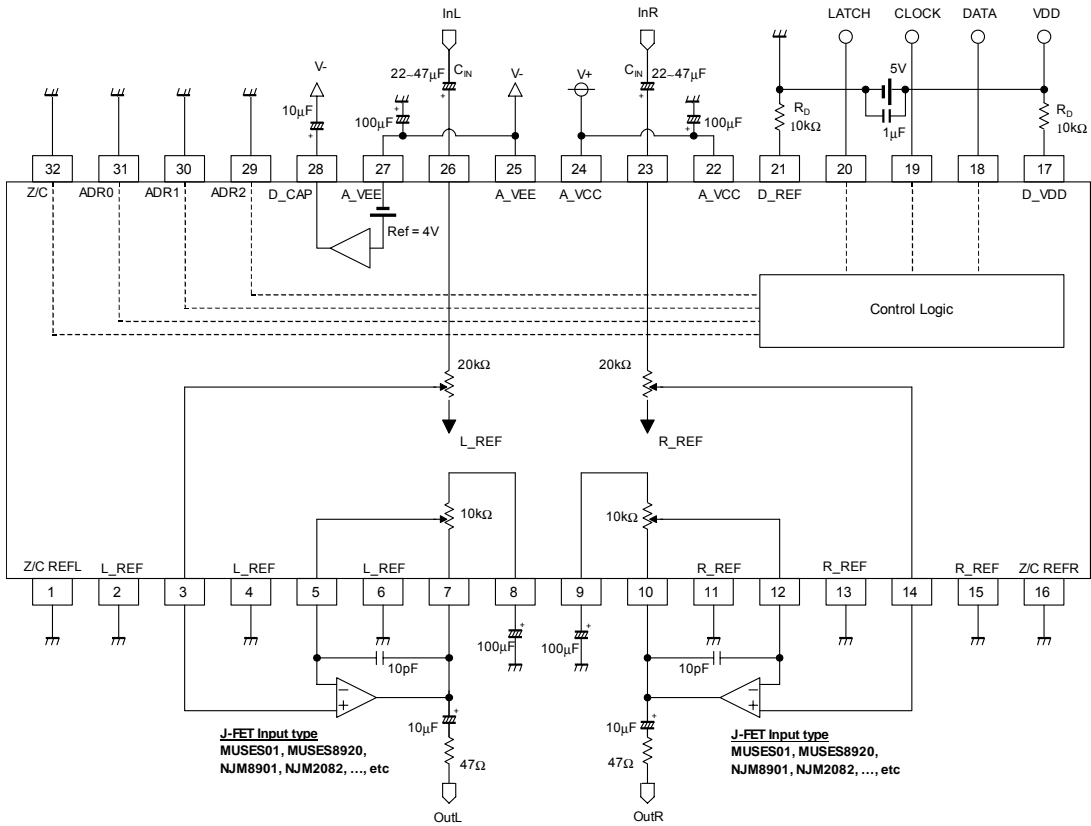 InL
InR
LATCH
CLOCK
DATA
VDD
V-
22~47μF
C_IN
V-
V+
C_IN
22~47μF
5V
10μF
100μF
100μF
R_D
10kΩ
1μF
R_D
10kΩ
32
31
30
29
28
27
26
25
24
23
22
21
20
19
18
17
Z/C
ADR0
ADR1
ADR2
D_CAP
A_VEE
A_VEE
A_VCC
A_VCC
D_REF
D_VDD
Ref = 4V
Control Logic
20kΩ
20kΩ
L_REF
R_REF
10kΩ
10kΩ
Z/C REFL
L_REF
L_REF
L_REF
R_REF
R_REF
R_REF
Z/C REFR
1
2
3
4
5
6
7
8
9
10
11
12
13
14
15
16
100μF
100μF
10pF
10pF
−
+
−
+
10μF
10μF
J-FET Input type
MUSES01, MUSES8920,
NJM8901, NJM2082, ..., etc
47Ω
47Ω
J-FET Input type
MUSES01, MUSES8920,
NJM8901, NJM2082, ..., etc
OutL
OutR